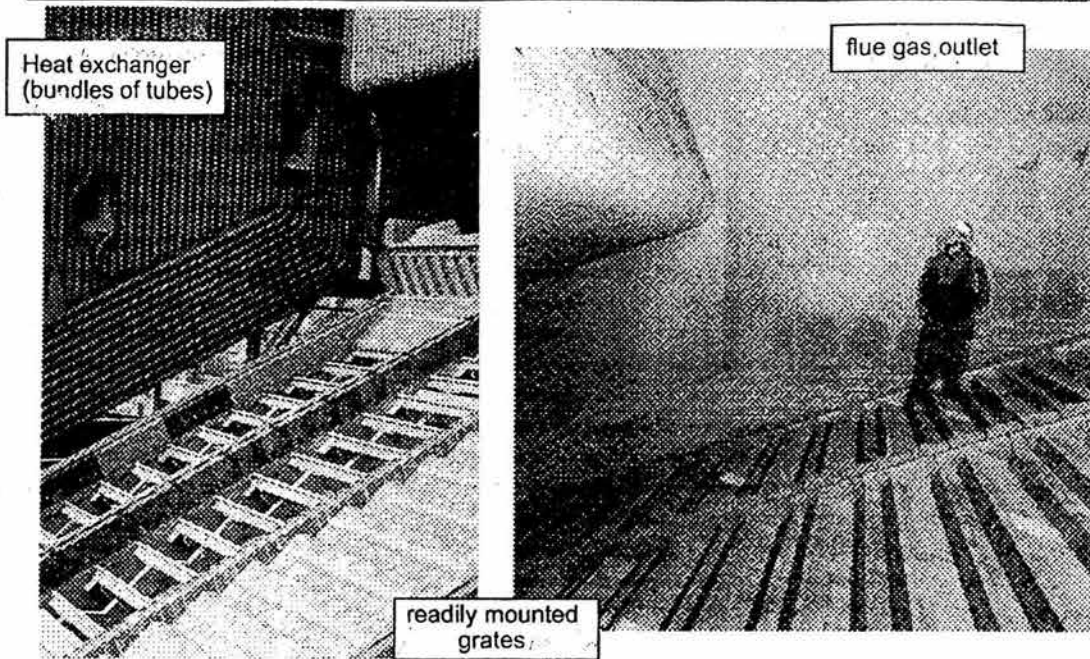 Heat exchanger
(bundles of tubes)
flue gas outlet
readily mounted
grates